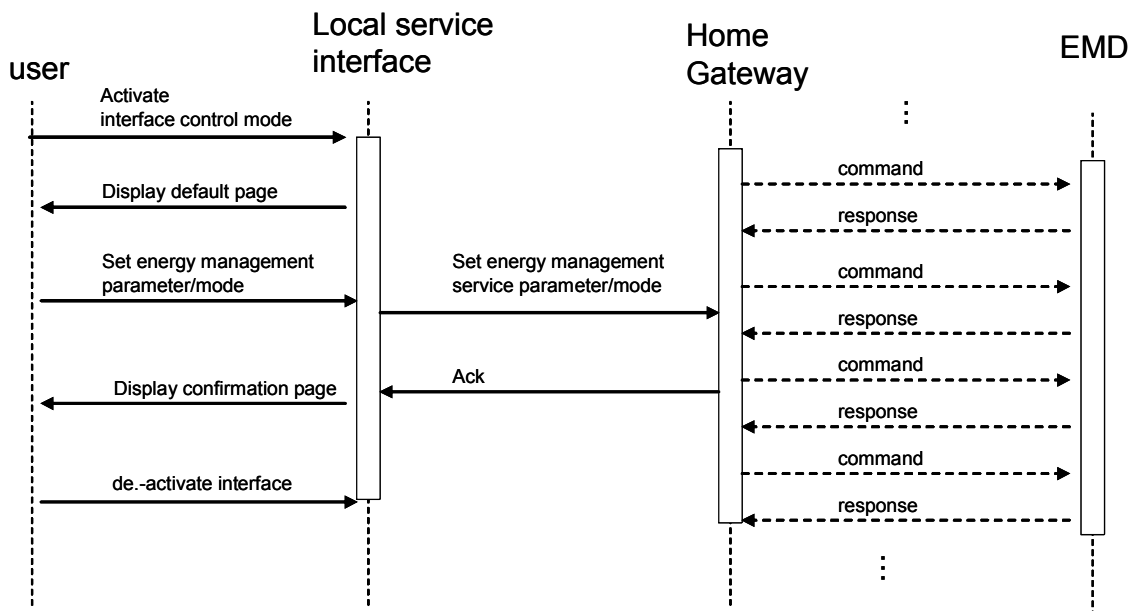 Local service
interface
Home
Gateway
EMD
user
Activate
interface control mode
command
Display default page
response
Set energy management
parameter/mode
Set energy management
service parameter/mode
command
response
Ack
command
Display confirmation page
response
command
de.-activate interface
response